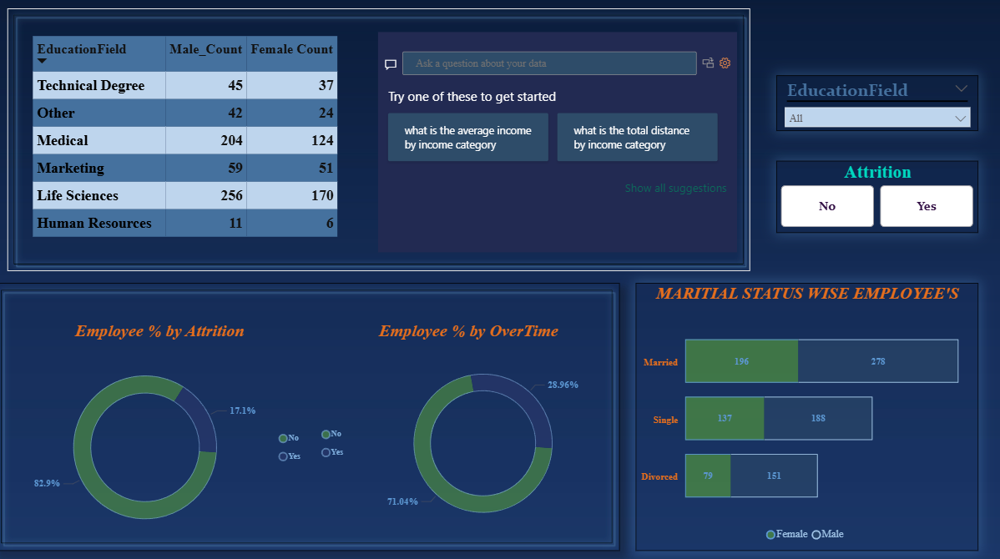 EducationField Male_Count Female Count
Technical Degree 45 37
Other 42 24
Medical 204 124
Marketing 59 51
Life Sciences 256 170
Human Resources 11 6
Ask a question about your data
Try one of these to get started
what is the average income
by income category
what is the total distance
by income category
Show all suggestions
EducationField
All
Attrition
No Yes
Employee % by Attrition
17.1%
82.9%
No
Yes
Employee % by OverTime
28.96%
71.04%
No
Yes
MARITIAL STATUS WISE EMPLOYEE'S
Married 196 278
Single 137 188
Divorced 79 151
Female Male